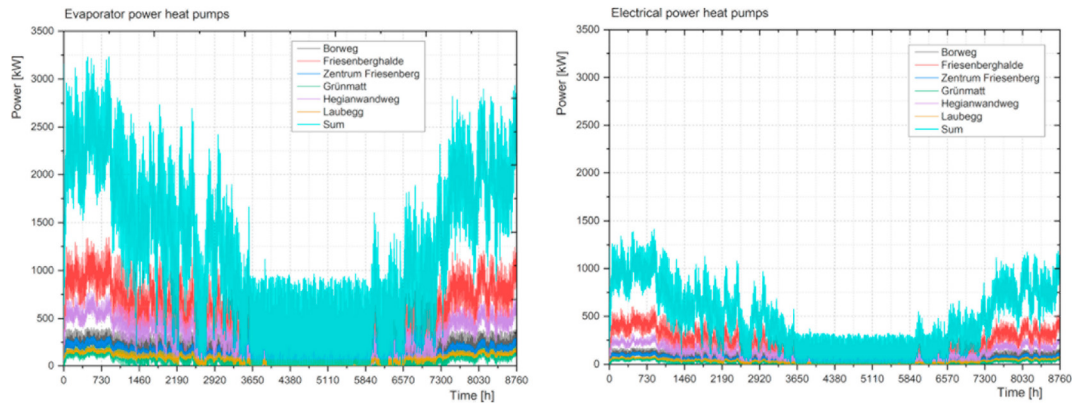 Evaporator power heat pumps
3500
3000
2500
2000
1500
1000
500
0
Power [kW]
Borweg
Friesenberghalde
Zentrum Friesenberg
Grünmatt
Hegianwandweg
Laubegg
Sum
0 730 1460 2190 2920 3650 4380 5110 5840 6570 7300 8030 8760
Time [h]
Electrical power heat pumps
3500
3000
2500
2000
1500
1000
500
0
Power [kW]
Borweg
Friesenberghalde
Zentrum Friesenberg
Grünmatt
Hegianwandweg
Laubegg
Sum
0 730 1460 2190 2920 3650 4380 5110 5840 6570 7300 8030 8760
Time [h]